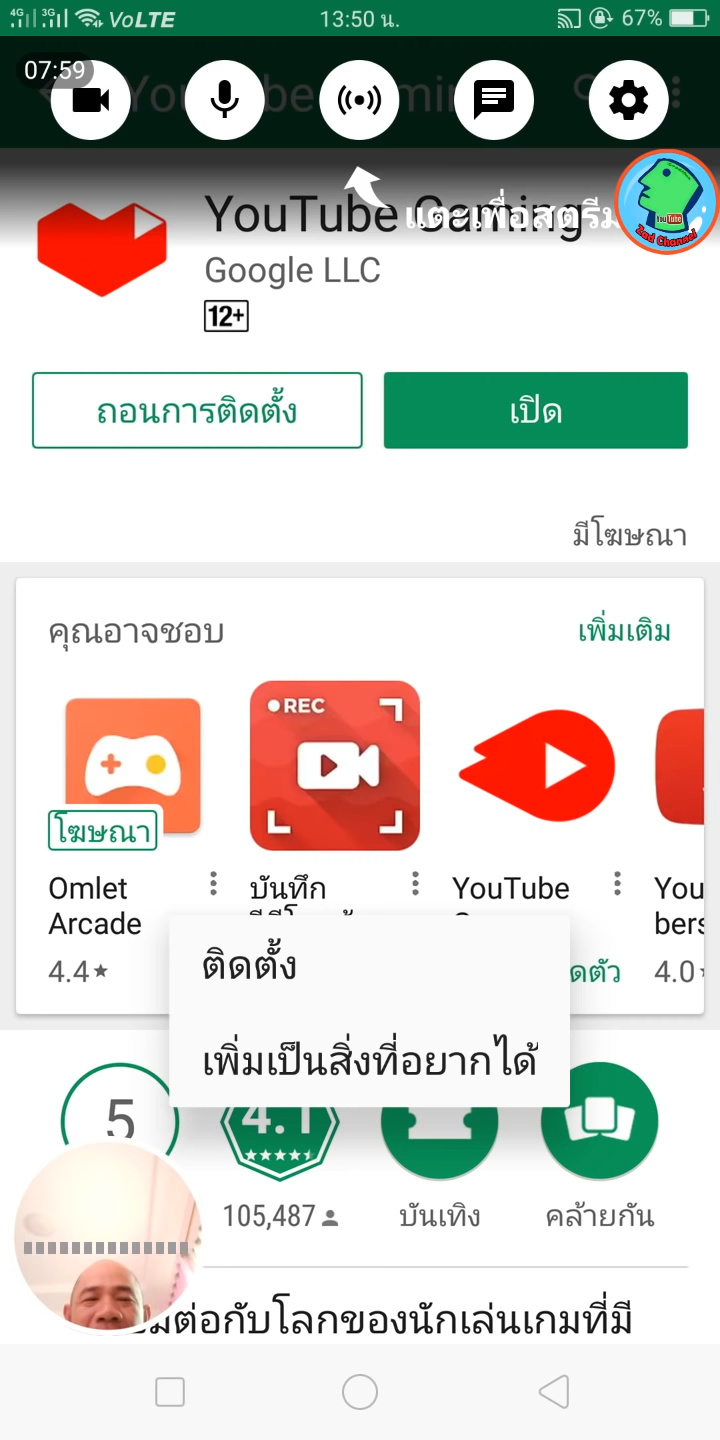 4G 3G VoLTE 13:50 น. 67%
07:59
YouTube Gaming
แตะเพื่อสตรีม
YouTube
Zad Channel
Google LLC
12+
ถอนการติดตั้ง
เปิด
มีโฆษณา
คุณอาจชอบ
เพิ่มเติม
REC
โฆษณา
Omlet
Arcade
4.4★
บันทึก
YouTube
You
bers
4.0
ติดตั้ง
เพิ่มเป็นสิ่งที่อยากได้
5
4.1
105,487
บันเทิง
คล้ายกัน
ต่อกับโลกของนักเล่นเกมที่มี